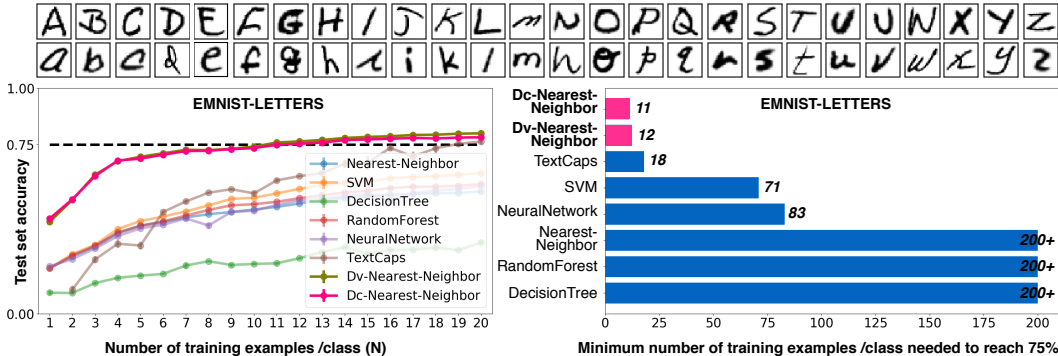 A B C D E F G H I J K L M N O P Q R S T U V W X Y Z
a b c d e f g h i j k l m n o p q r s t u v w x y z
EMNIST-LETTERS
1.00
0.75
0.00
Test set accuracy
Nearest-Neighbor
SVM
DecisionTree
RandomForest
NeuralNetwork
TextCaps
Dv-Nearest-Neighbor
Dc-Nearest-Neighbor
1 2 3 4 5 6 7 8 9 10 11 12 13 14 15 16 17 18 19 20
Number of training examples /class (N)
EMNIST-LETTERS
Dc-Nearest-
Neighbor
11
Dv-Nearest-
Neighbor
12
TextCaps
18
SVM
71
NeuralNetwork
83
Nearest-
Neighbor
200+
RandomForest
200+
DecisionTree
200+
0 25 50 75 100 125 150 175 200
Minimum number of training examples /class needed to reach 75%